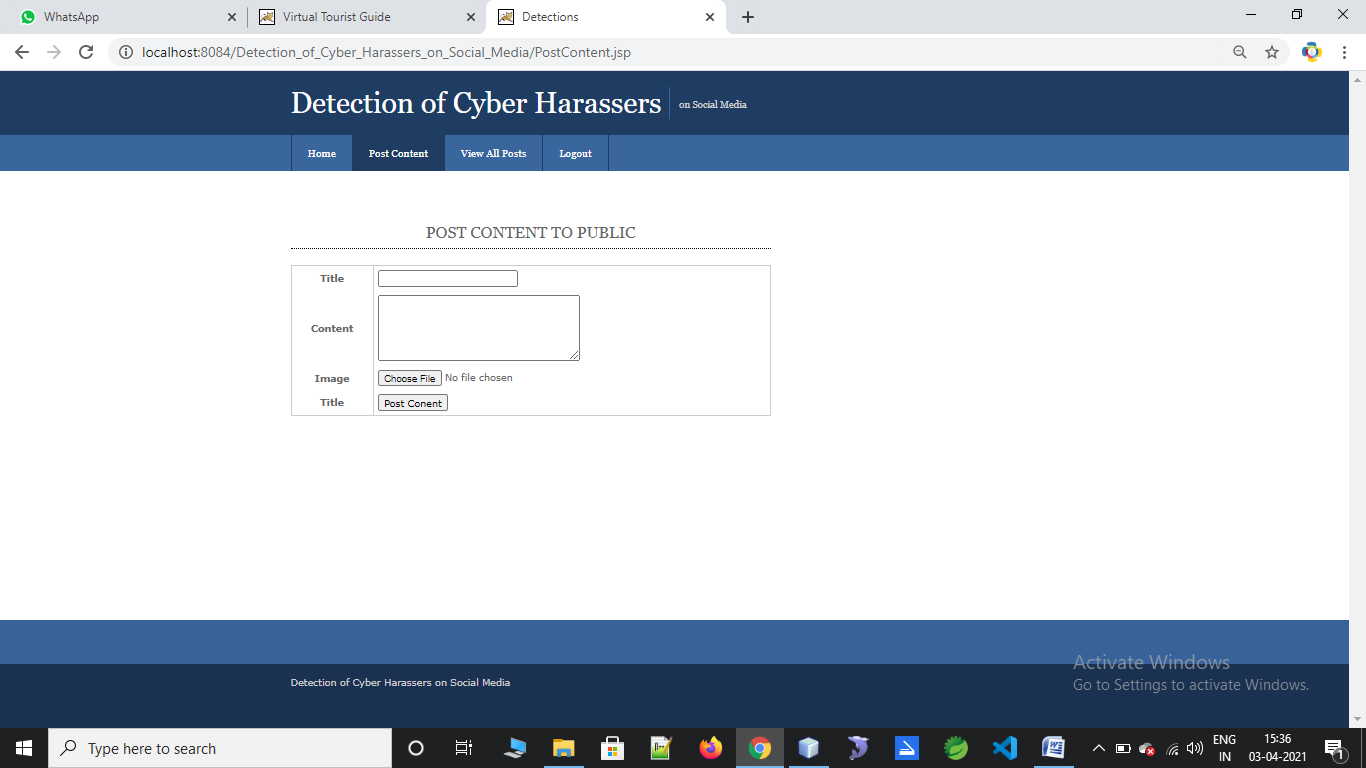 WhatsApp
Virtual Tourist Guide
Detections
localhost:8084/Detection_of_Cyber_Harassers_on_Social_Media/PostContent.jsp
Detection of Cyber Harassers on Social Media
Home Post Content View All Posts Logout
POST CONTENT TO PUBLIC
Title
Content
Image Choose File No file chosen
Title Post Conent
Activate Windows
Go to Settings to activate Windows.
Detection of Cyber Harassers on Social Media
Type here to search
ENG
IN
15:36
03-04-2021
1